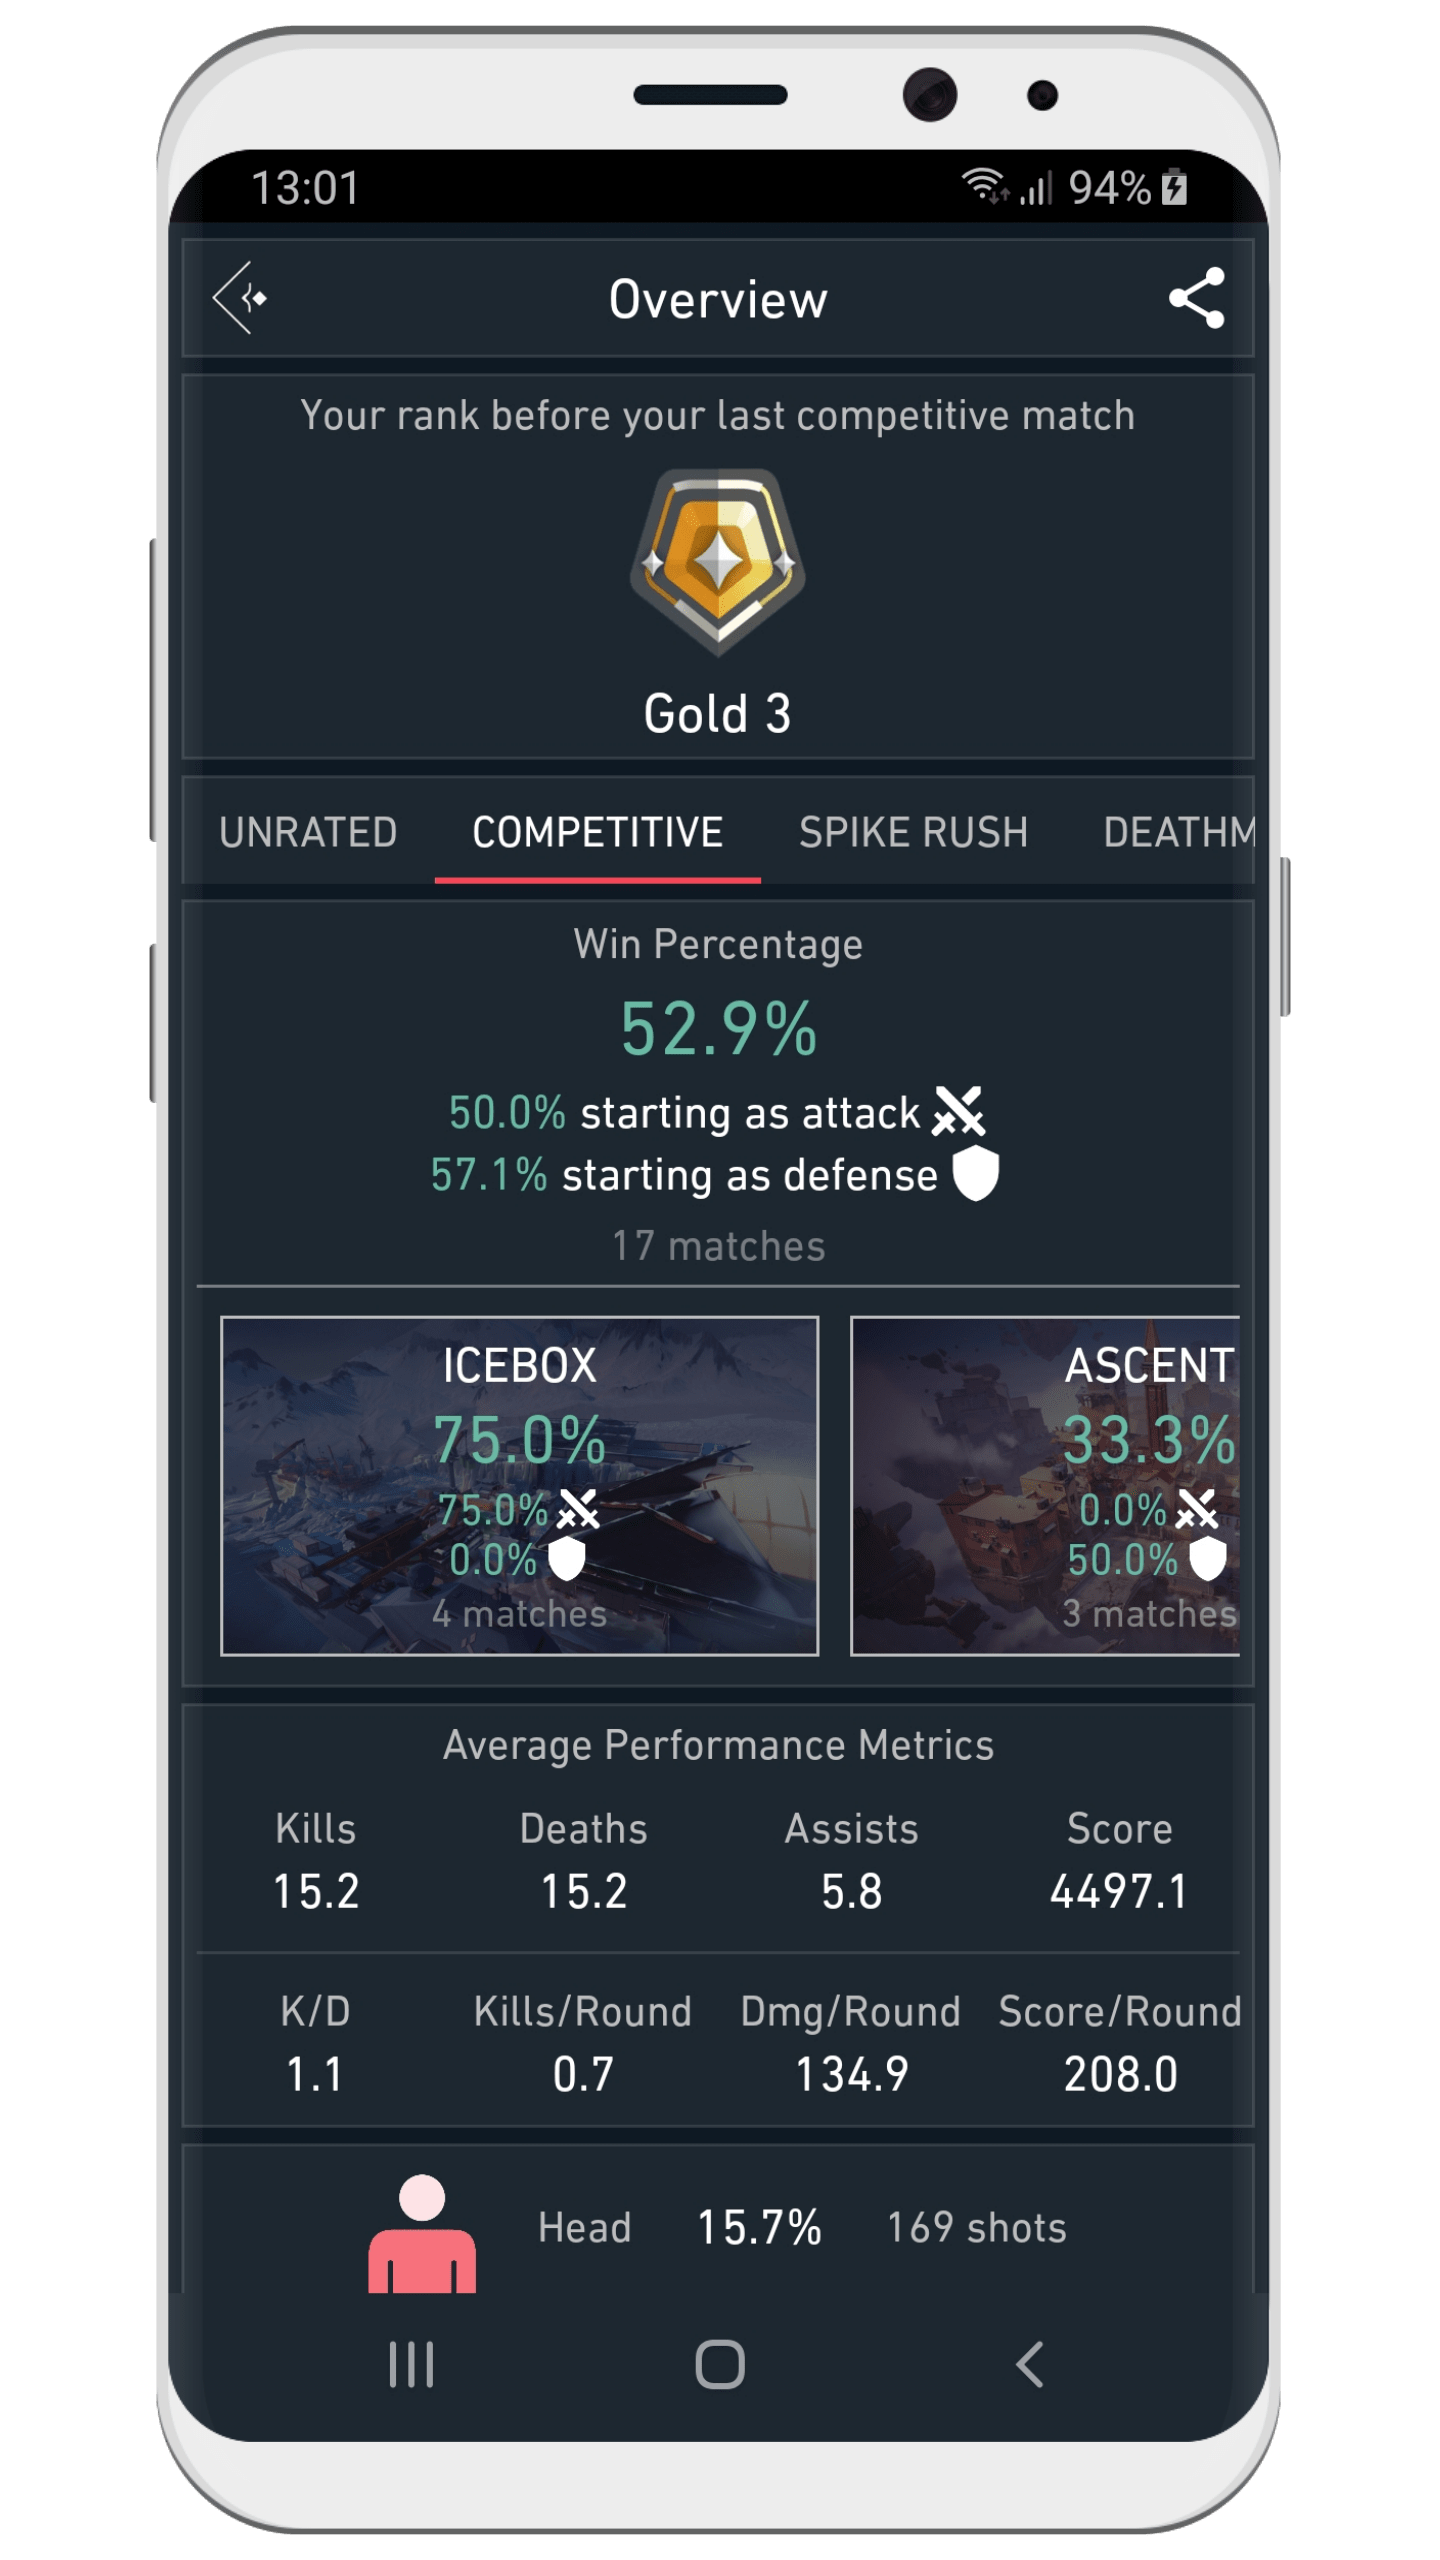 13:01 94%
Overview
Your rank before your last competitive match
Gold 3
UNRATED COMPETITIVE SPIKE RUSH DEATHM
Win Percentage
52.9%
50.0% starting as attack
57.1% starting as defense
17 matches
ICEBOX
75.0%
75.0%
0.0%
4 matches
ASCENT
33.3%
0.0%
50.0%
3 matches
Average Performance Metrics
Kills Deaths Assists Score
15.2 15.2 5.8 4497.1
K/D Kills/Round Dmg/Round Score/Round
1.1 0.7 134.9 208.0
Head 15.7% 169 shots